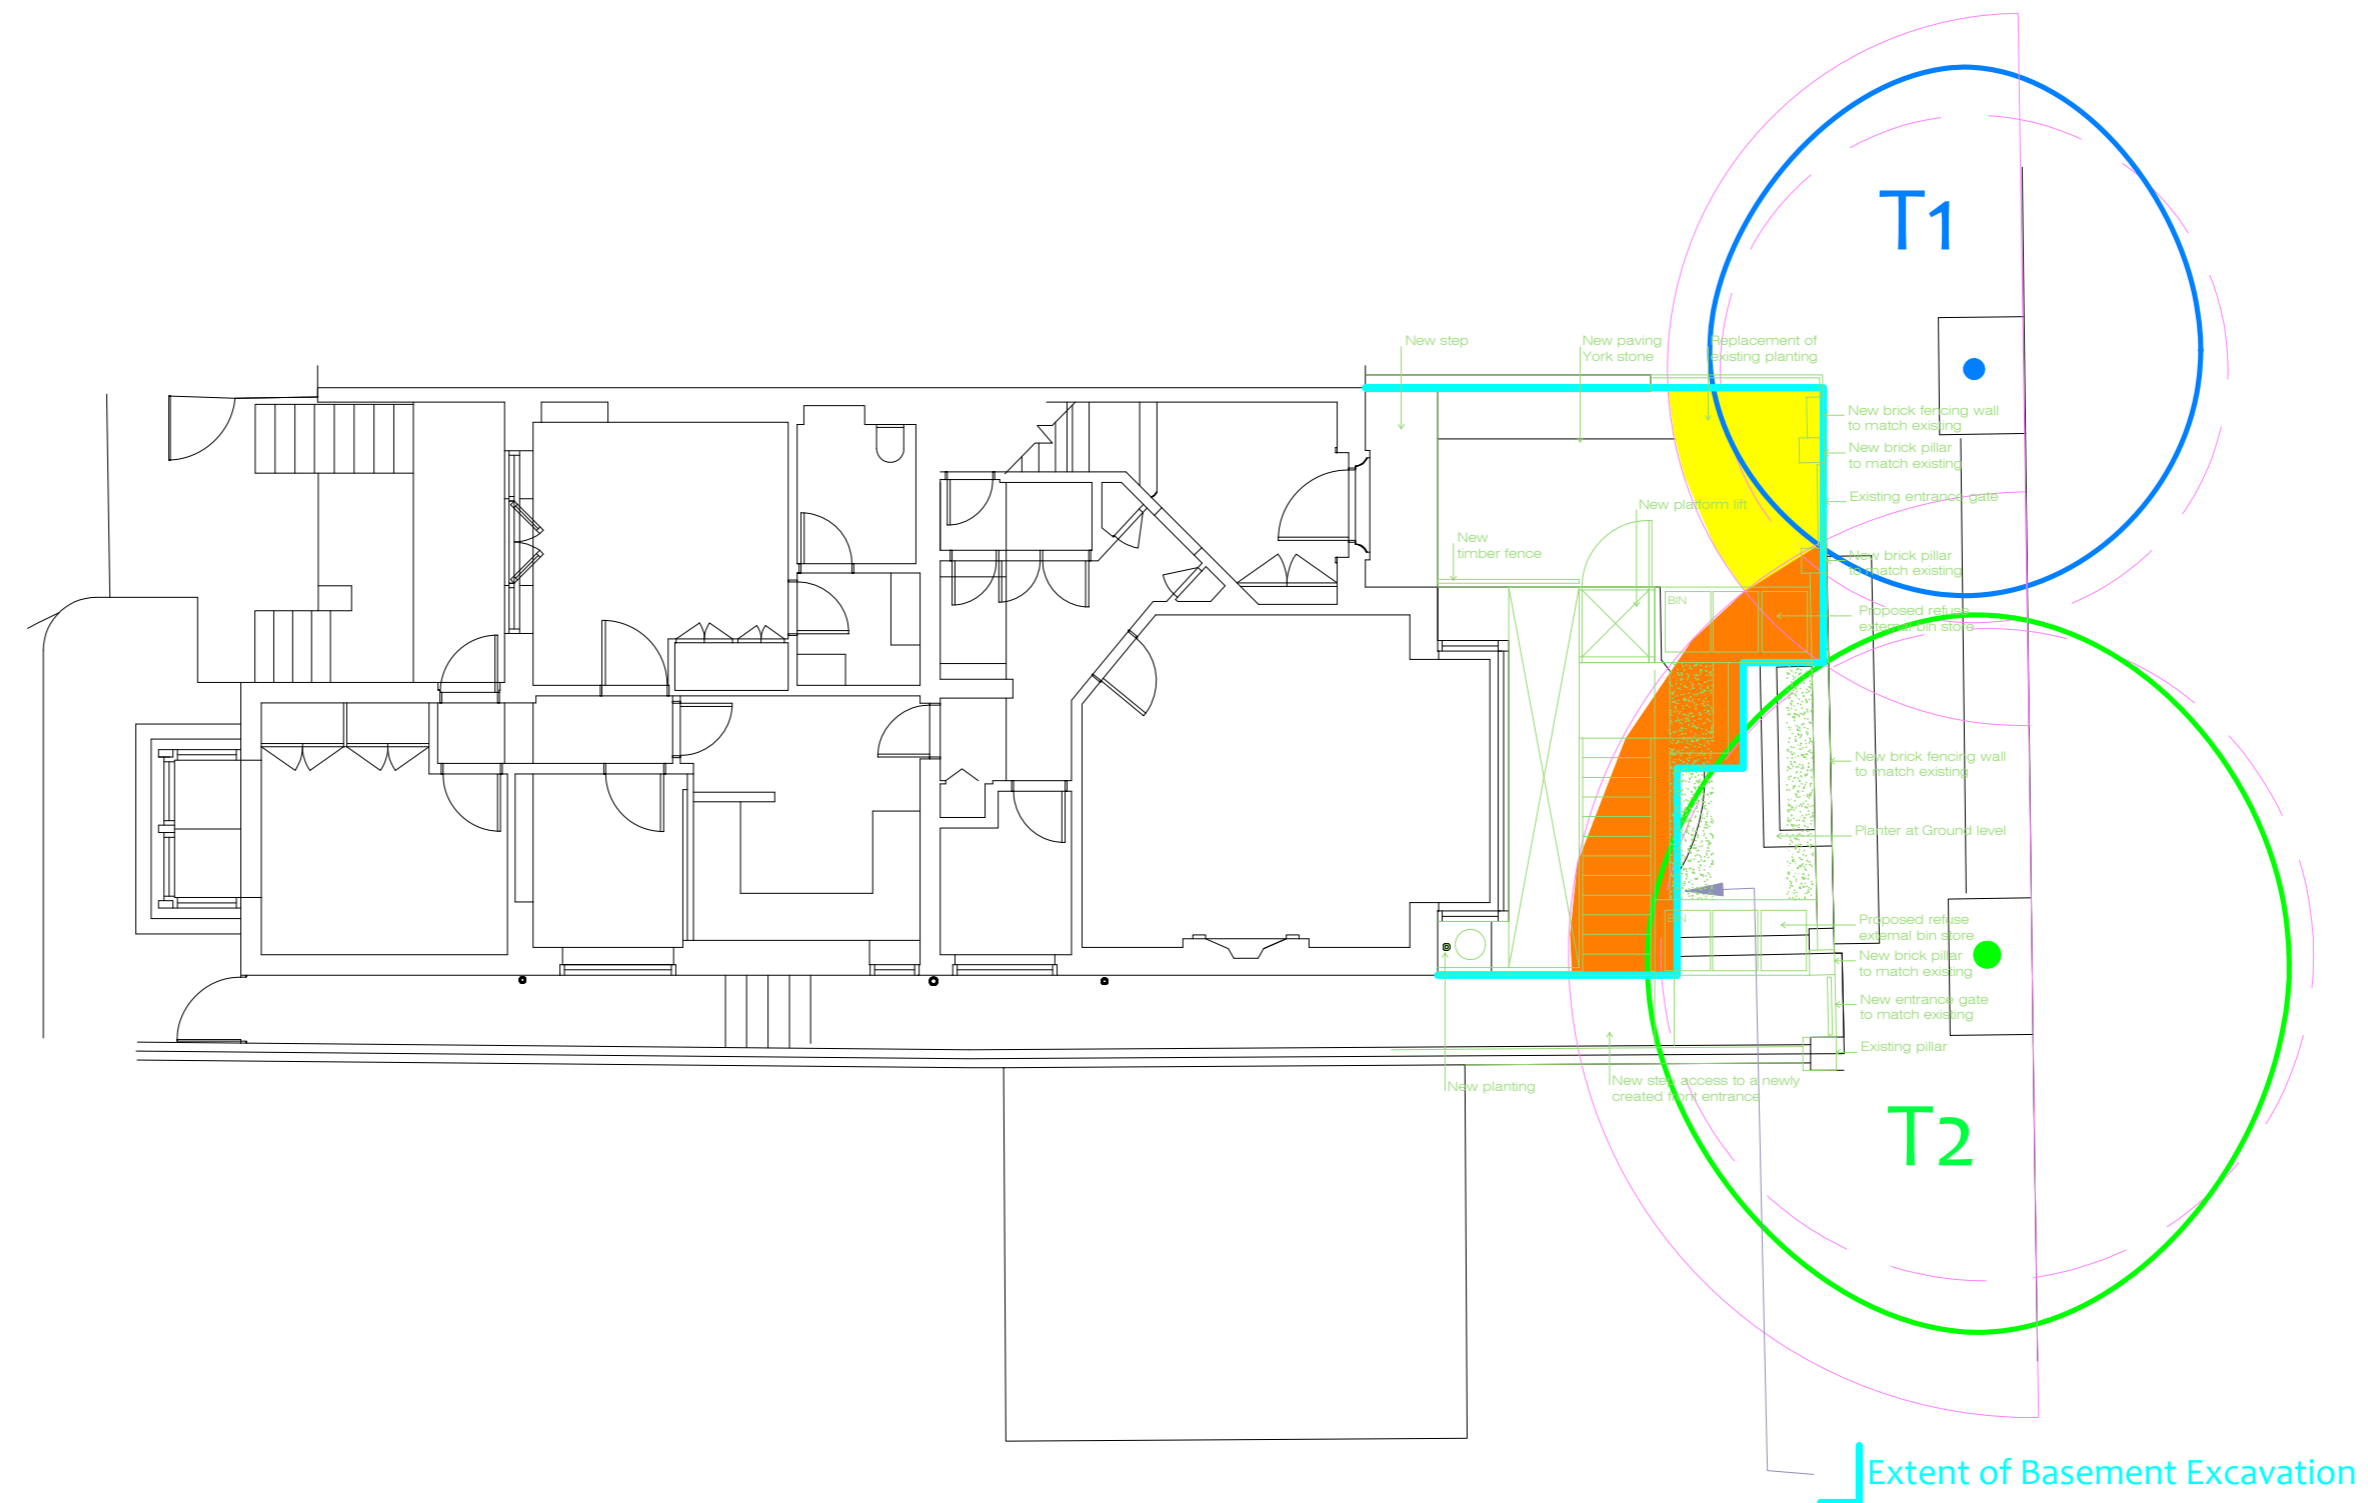 T1
New step
New paving
York stone
Replacement of
existing planting
New brick fencing wall
to match existing
New brick pillar
to match existing
Existing entrance gate
New platform lift
New
timber fence
New brick pillar
to match existing
BIN
Proposed refuse
external bin store
New brick fencing wall
to match existing
Planter at Ground level
BIN
Proposed refuse
external bin store
New brick pillar
to match existing
New entrance gate
to match existing
Existing pillar
New planting
New step access to a newly
created front entrance
T2
Extent of Basement Excavation